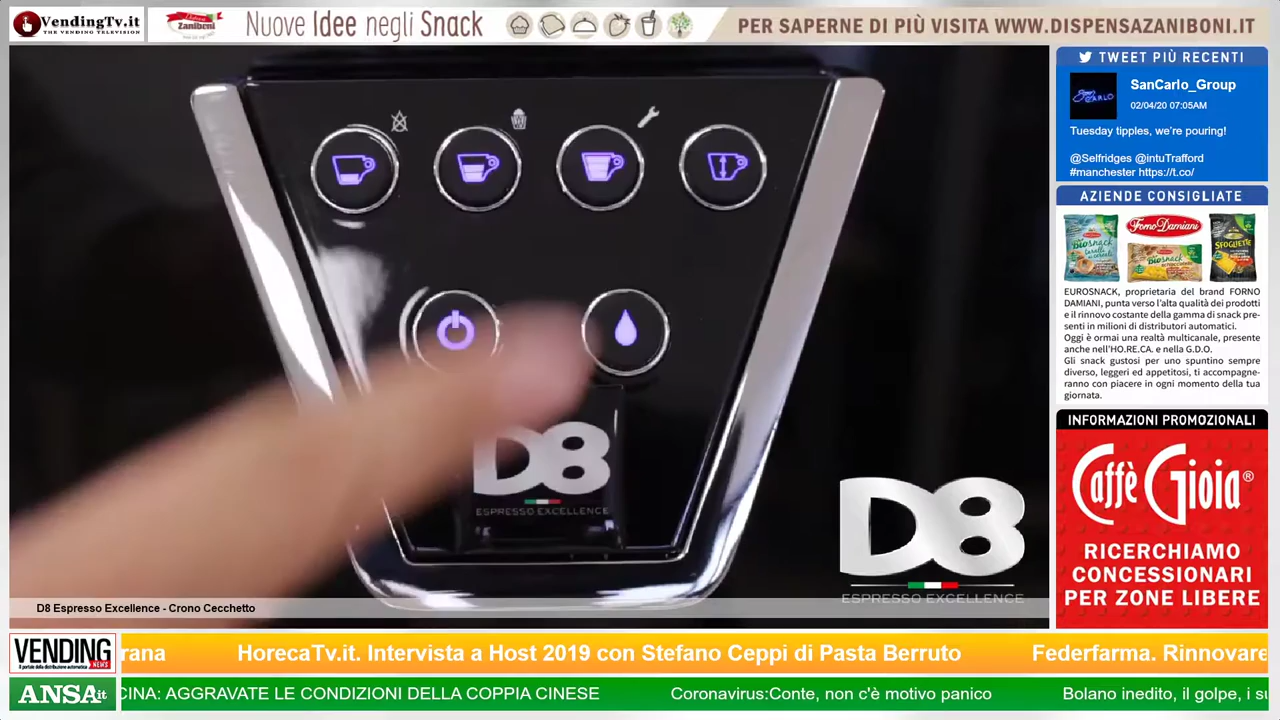 VendingTv.it
THE VENDING TELEVISION
Dispensa
Zaniboni
Nuove Idee negli Snack
PER SAPERNE DI PIU VISITA WWW.DISPENSAZANIBONI.IT
D8
ESPRESSO EXCELLENCE
D8
ESPRESSO EXCELLENCE
D8 Espresso Excellence - Crono Cecchetto
TWEET PIÙ RECENTI
SanCarlo_Group
02/04/20 07:05AM
Tuesday tipples, we're pouring!
@Selfridges @intuTrafford
#manchester https://t.co/
AZIENDE CONSIGLIATE
Forno Damiani
Biosnack
Biosnack
SFOGLIETTE
EUROSNACK, proprietaria del brand FORNO
DAMIANI, punta verso l'alta qualità dei prodotti
e il rinnovo costante della gamma di snack pre-
senti in milioni di distributori automatici.
Oggi è ormai una realtà multicanale, presente
anche nell'HO.RE.CA. e nella G.D.O.
Gli snack gustosi per uno spuntino sempre
diverso, leggeri ed appetitosi, ti accompagne-
ranno con piacere in ogni momento della tua
giornata.
INFORMAZIONI PROMOZIONALI
Caffè Gioia®
RICERCHIAMO
CONCESSIONARI
PER ZONE LIBERE
VENDING NEWS
Il portale della distribuzione automatica
rana HorecaTv.it. Intervista a Host 2019 con Stefano Ceppi di Pasta Berruto Federfarma. Rinnovare
ANSA.it
CINA: AGGRAVATE LE CONDIZIONI DELLA COPPIA CINESE Coronavirus:Conte, non c'è motivo panico Bolano inedito, il golpe, i su